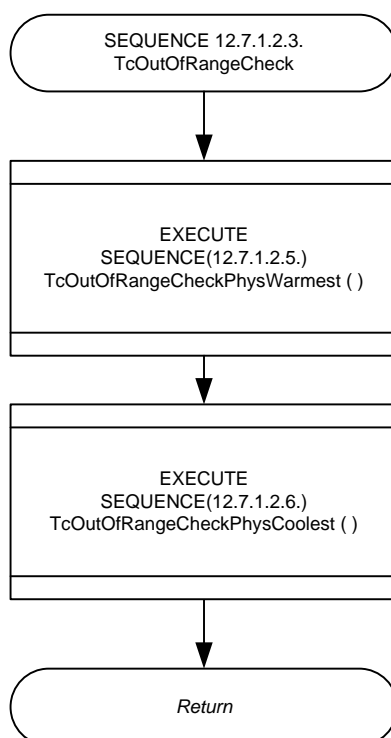 SEQUENCE 12.7.1.2.3.
TcOutOfRangeCheck
EXECUTE
SEQUENCE(12.7.1.2.5.)
TcOutOfRangeCheckPhysWarmest ( )
EXECUTE
SEQUENCE(12.7.1.2.6.)
TcOutOfRangeCheckPhysCoolest ( )
Return